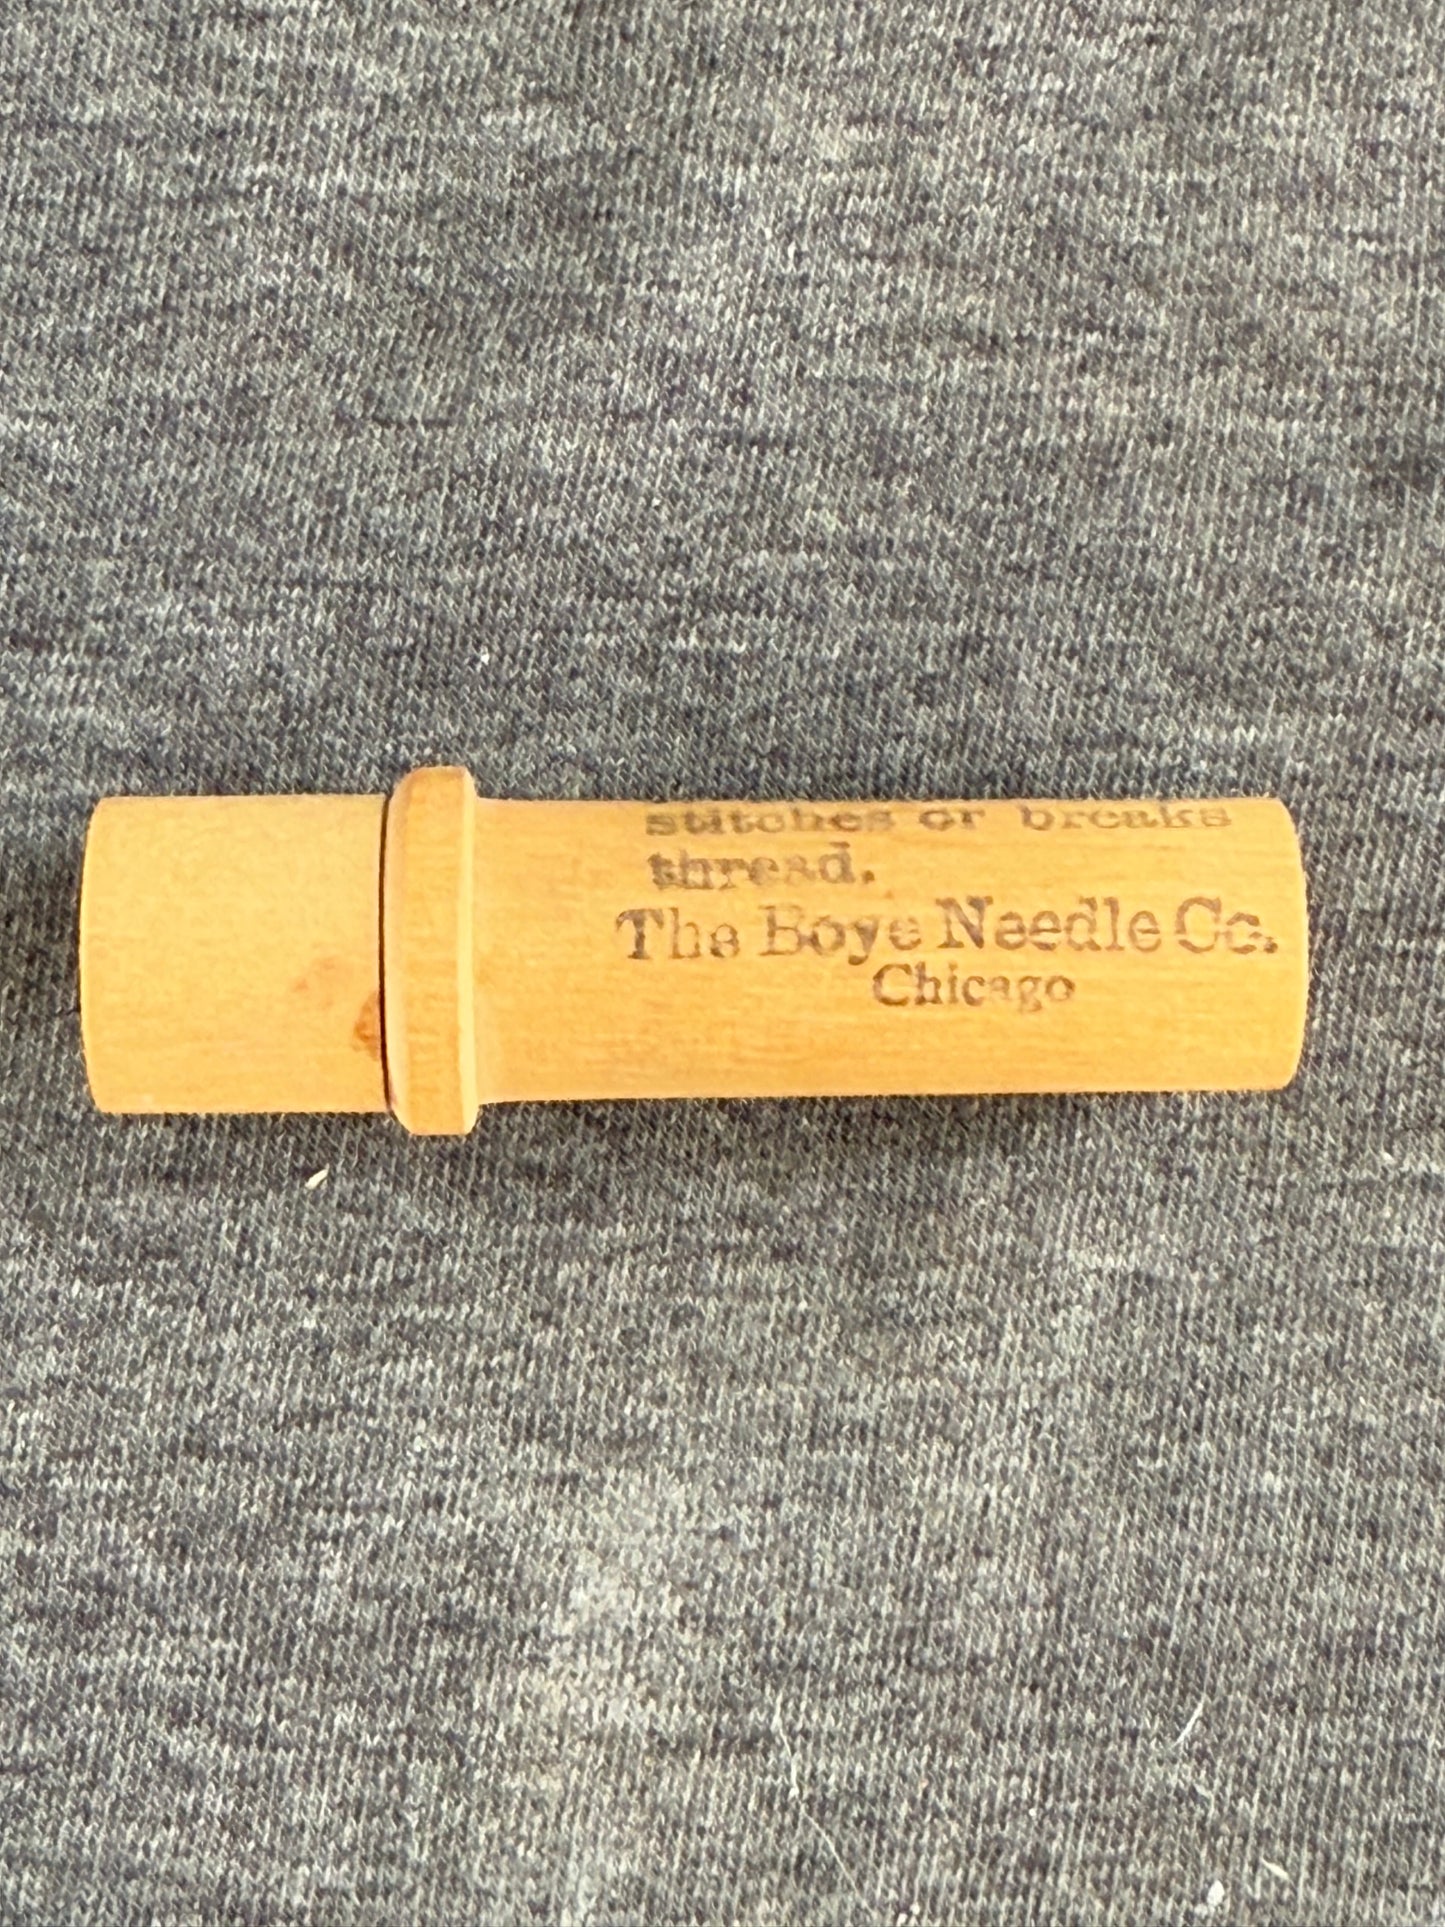 stitches or breaks
thread.
The Boye Needle Co.
Chicago